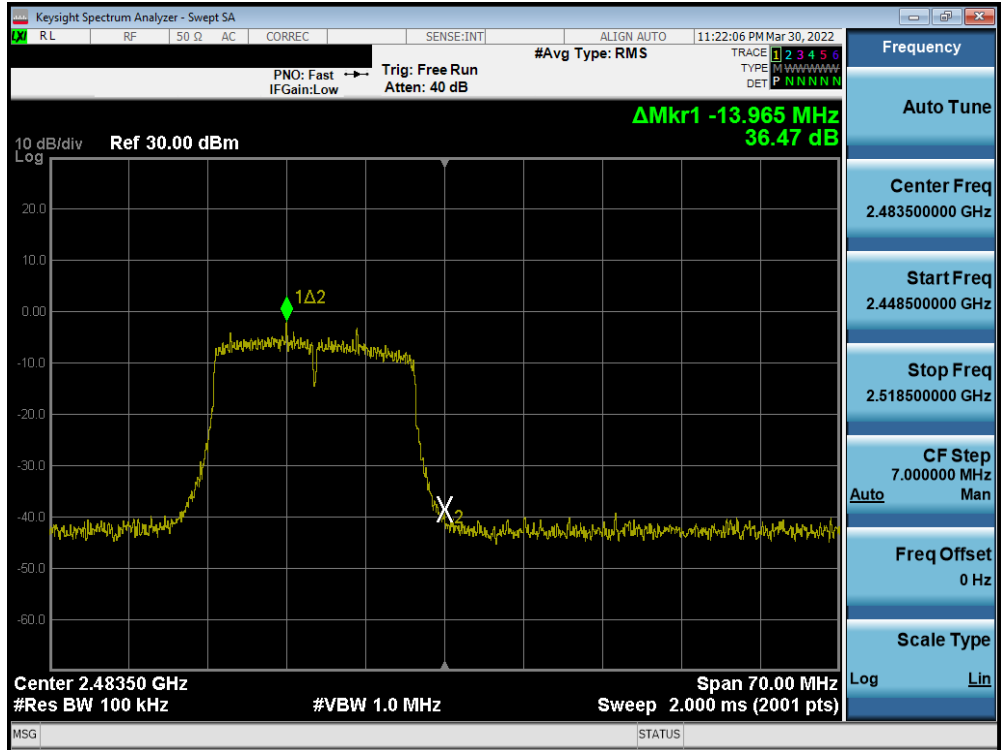 Keysight Spectrum Analyzer - Swept SA
LXI RL RF 50 Ω AC CORREC SENSE:INT ALIGN AUTO 11:22:06 PM Mar 30, 2022
PNO: Fast Trig: Free Run #Avg Type: RMS TRACE 1 2 3 4 5 6
IFGain:Low Atten: 40 dB TYPE M WWWWW
DET P N N N N N
ΔMkr1 -13.965 MHz
36.47 dB
10 dB/div Ref 30.00 dBm
Log
20.0
10.0
1Δ2
0.00
-10.0
-20.0
-30.0
-40.0
2
-50.0
-60.0
Center 2.48350 GHz Span 70.00 MHz
#Res BW 100 kHz #VBW 1.0 MHz Sweep 2.000 ms (2001 pts)
MSG STATUS
Frequency
Auto Tune
Center Freq
2.483500000 GHz
Start Freq
2.448500000 GHz
Stop Freq
2.518500000 GHz
CF Step
7.000000 MHz
Auto Man
Freq Offset
0 Hz
Scale Type
Log Lin